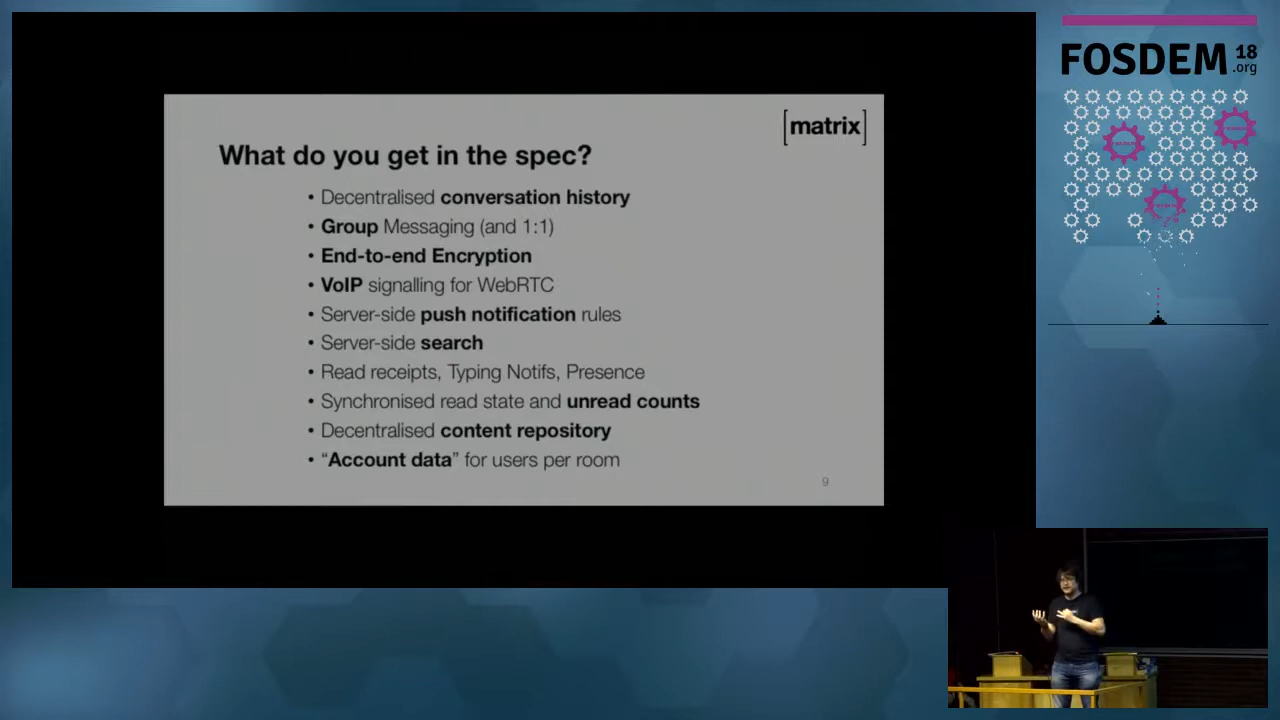 [matrix]
What do you get in the spec?
• Decentralised conversation history
• Group Messaging (and 1:1)
• End-to-end Encryption
• VoIP signalling for WebRTC
• Server-side push notification rules
• Server-side search
• Read receipts, Typing Notifs, Presence
• Synchronised read state and unread counts
• Decentralised content repository
• “Account data” for users per room
9
FOSDEM 18
.org